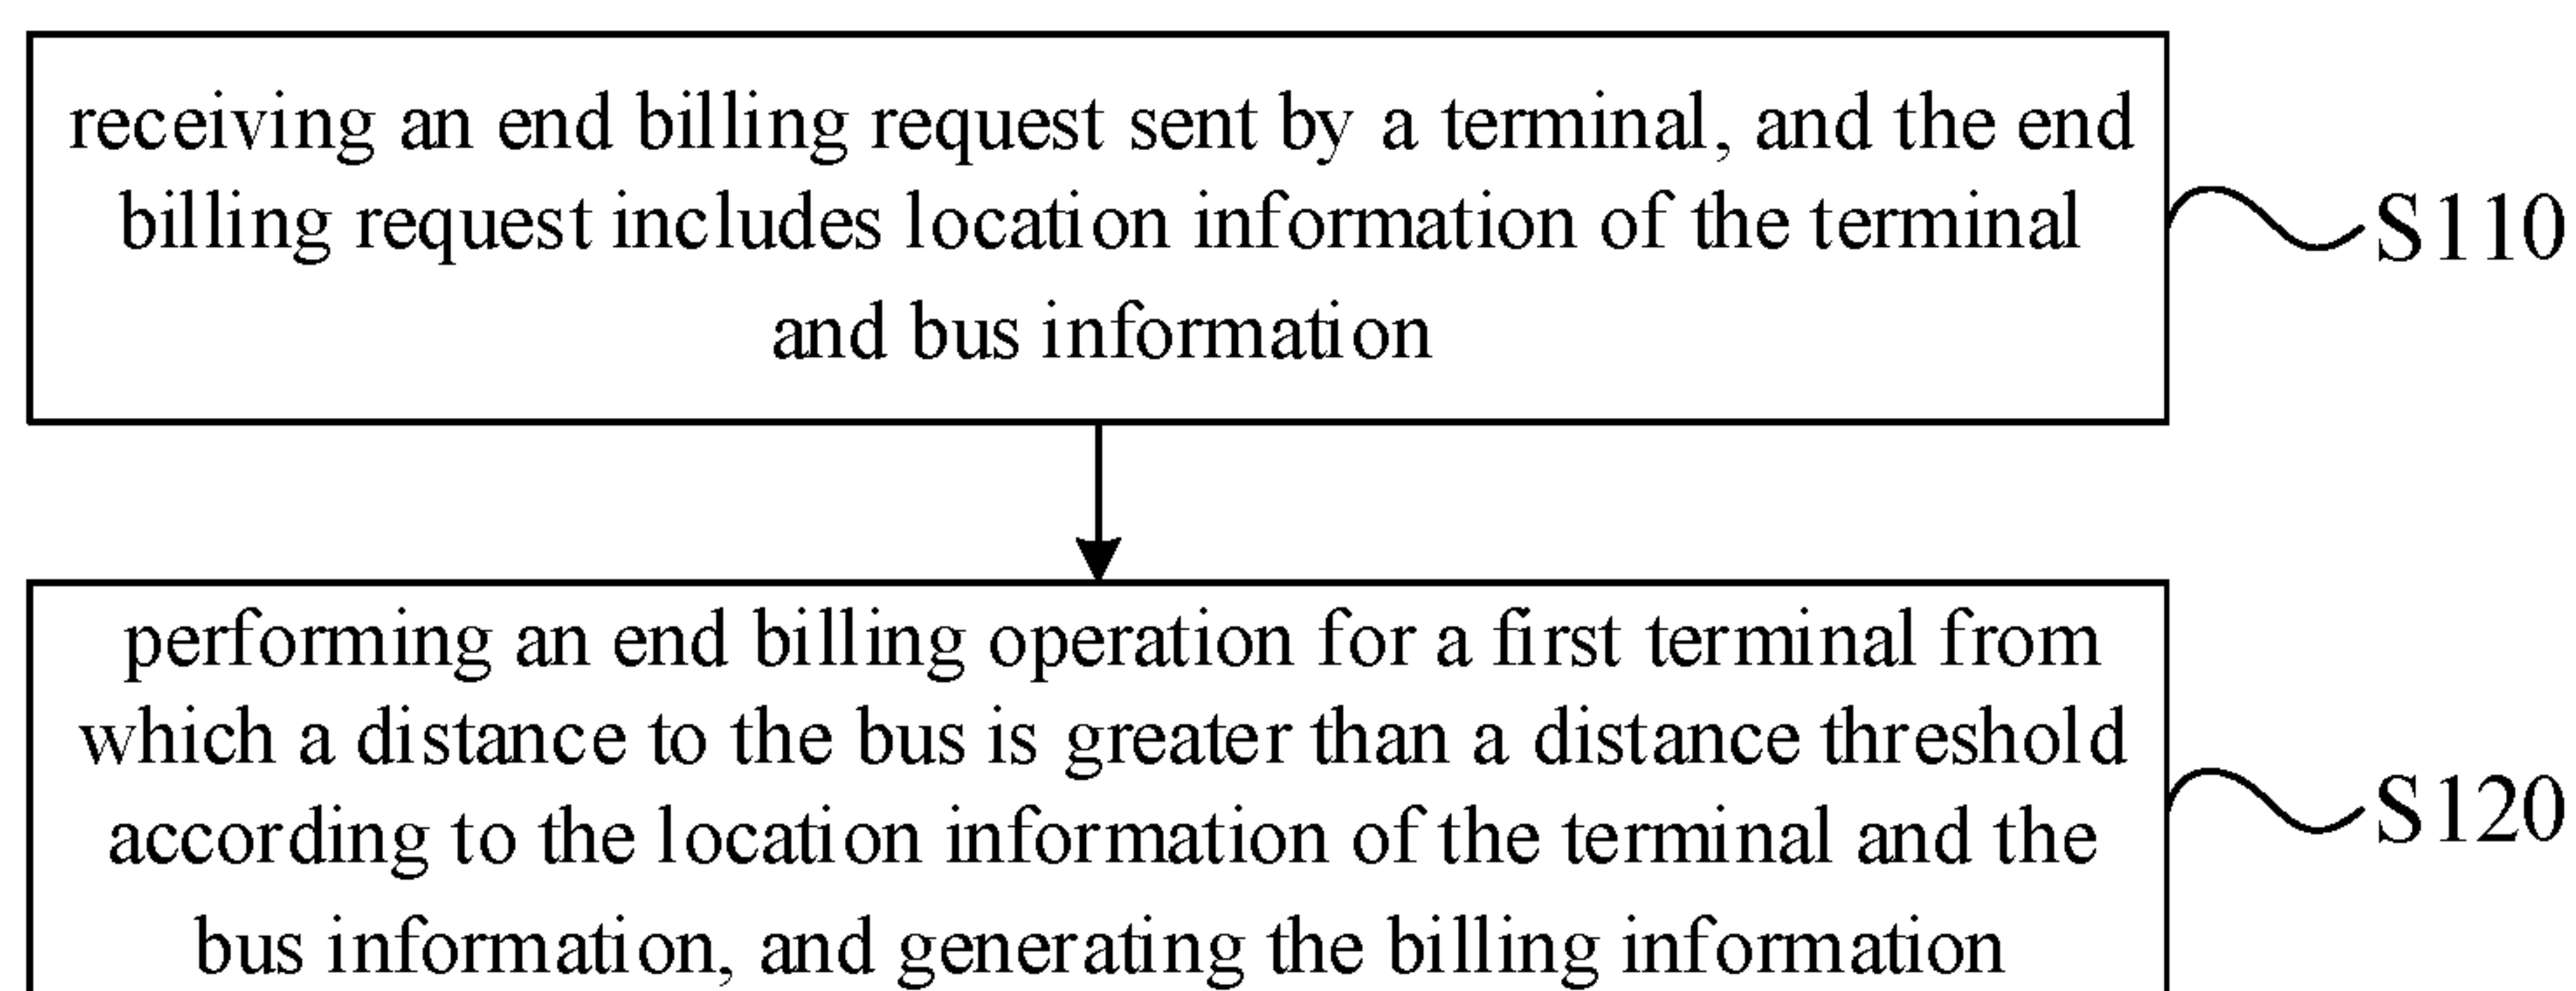 receiving an end billing request sent by a terminal, and the end
billing request includes location information of the terminal
and bus information
S110
performing an end billing operation for a first terminal from
which a distance to the bus is greater than a distance threshold
according to the location information of the terminal and the
bus information, and generating the billing information
S120